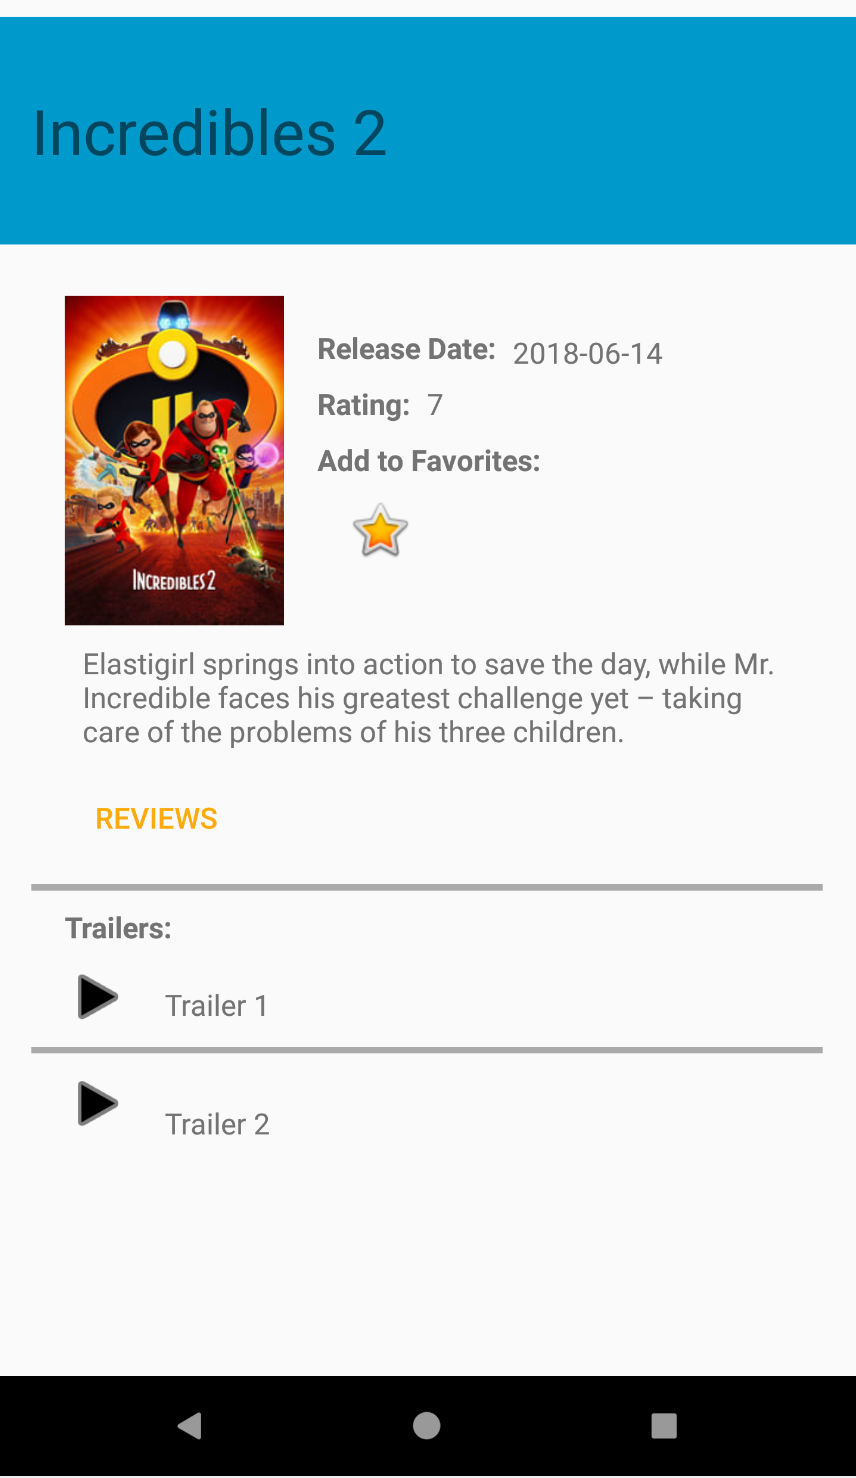 Incredibles 2
Release Date: 2018-06-14
Rating: 7
Add to Favorites:
INCREDIBLES 2
Elastigirl springs into action to save the day, while Mr.
Incredible faces his greatest challenge yet – taking
care of the problems of his three children.
REVIEWS
Trailers:
Trailer 1
Trailer 2